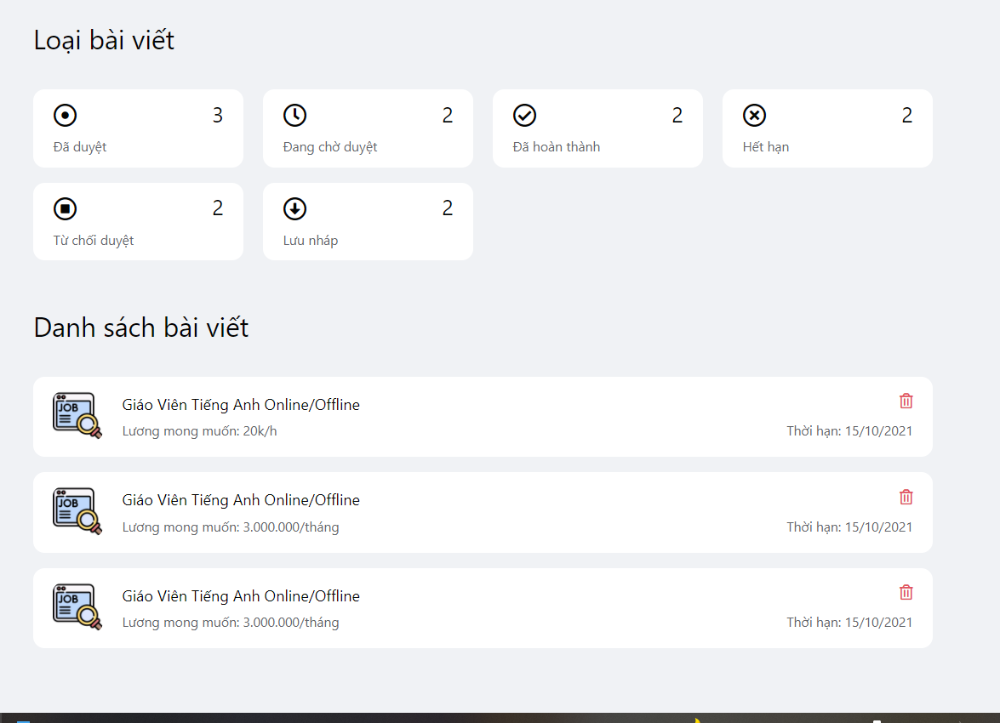 Loại bài viết
3
Đã duyệt
2
Đang chờ duyệt
2
Đã hoàn thành
2
Hết hạn
2
Từ chối duyệt
2
Lưu nháp
Danh sách bài viết
JOB
Giáo Viên Tiếng Anh Online/Offline
Lương mong muốn: 20k/h
Thời hạn: 15/10/2021
JOB
Giáo Viên Tiếng Anh Online/Offline
Lương mong muốn: 3.000.000/tháng
Thời hạn: 15/10/2021
JOB
Giáo Viên Tiếng Anh Online/Offline
Lương mong muốn: 3.000.000/tháng
Thời hạn: 15/10/2021